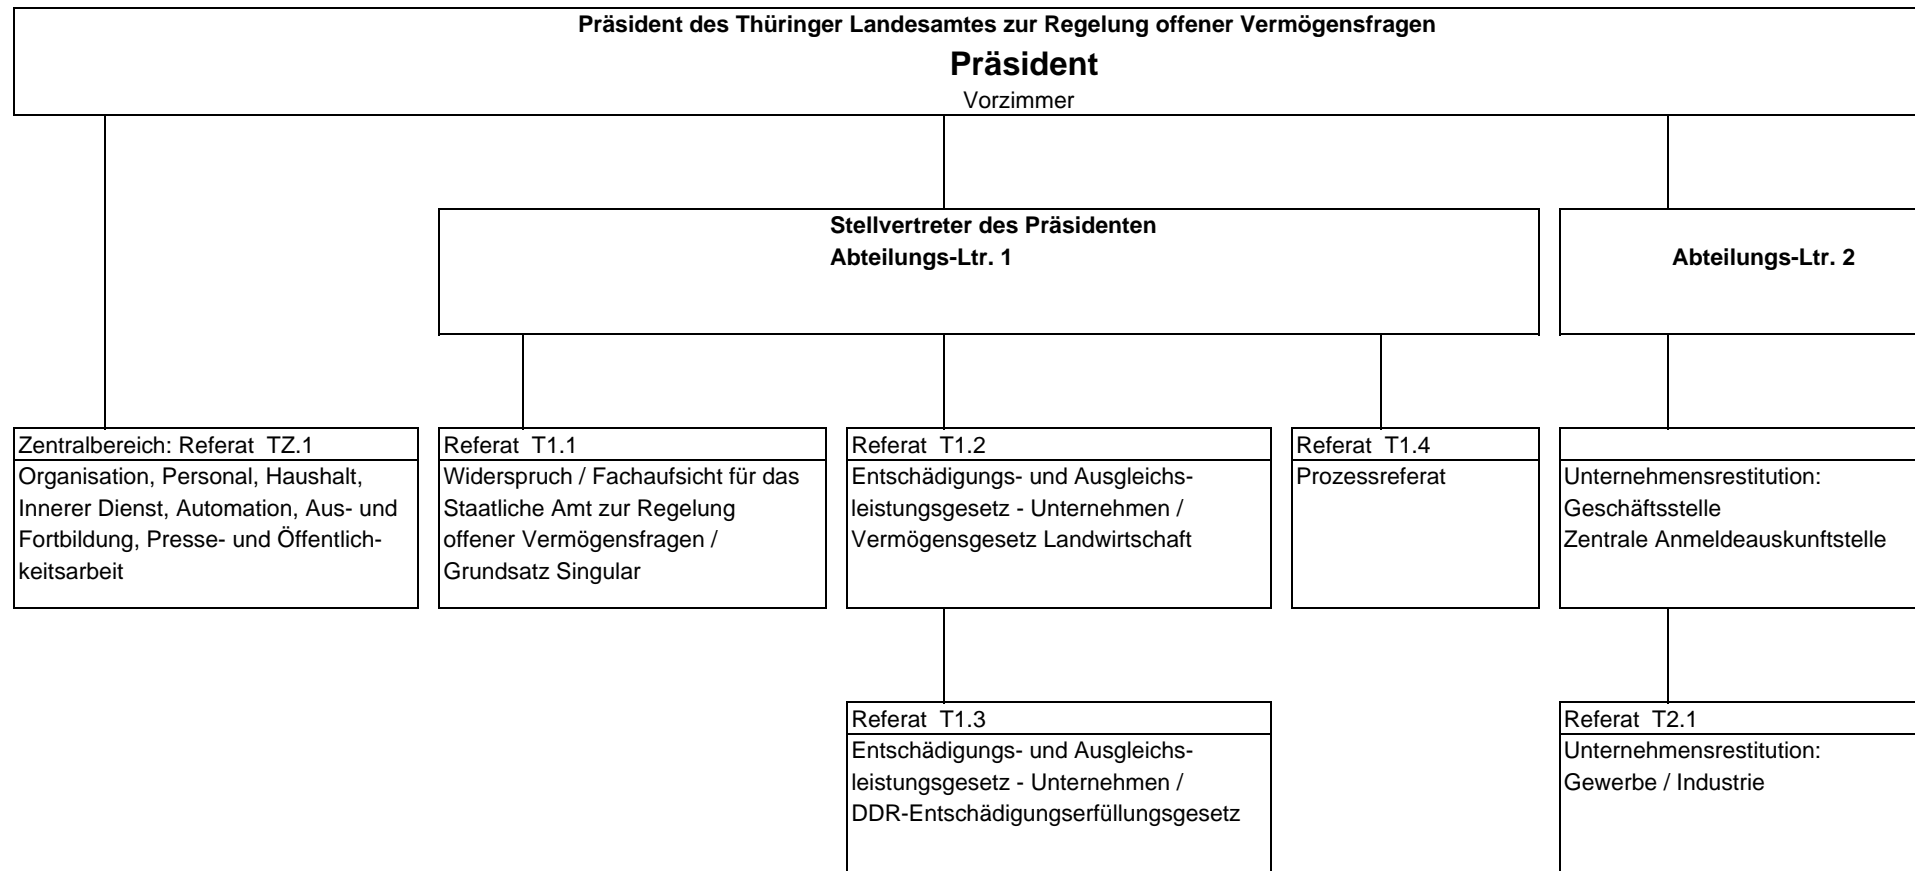 Präsident des Thüringer Landesamtes zur Regelung offener Vermögensfragen
Präsident
Vorzimmer
Stellvertreter des Präsidenten
Abteilungs-Ltr. 1
Abteilungs-Ltr. 2
Zentralbereich: Referat TZ.1
Organisation, Personal, Haushalt,
Innerer Dienst, Automation, Aus- und
Fortbildung, Presse- und Öffentlich-
keitsarbeit
Referat T1.1
Widerspruch / Fachaufsicht für das
Staatliche Amt zur Regelung
offener Vermögensfragen /
Grundsatz Singular
Referat T1.2
Entschädigungs- und Ausgleichs-
leistungsgesetz - Unternehmen /
Vermögensgesetz Landwirtschaft
Referat T1.4
Prozessreferat
Unternehmensrestitution:
Geschäftsstelle
Zentrale Anmeldeauskunftstelle
Referat T1.3
Entschädigungs- und Ausgleichs-
leistungsgesetz - Unternehmen /
DDR-Entschädigungserfüllungsgesetz
Referat T2.1
Unternehmensrestitution:
Gewerbe / Industrie